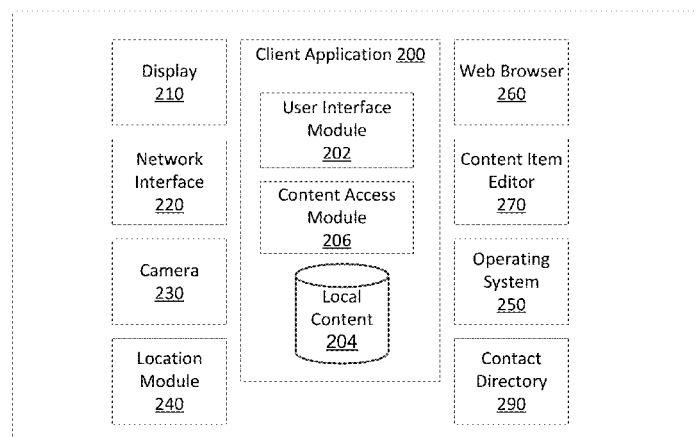 Display
210
Network
Interface
220
Camera
230
Location
Module
240
Client Application 200
User Interface
Module
202
Content Access
Module
206
Local
Content
204
Web Browser
260
Content Item
Editor
270
Operating
System
250
Contact
Directory
290